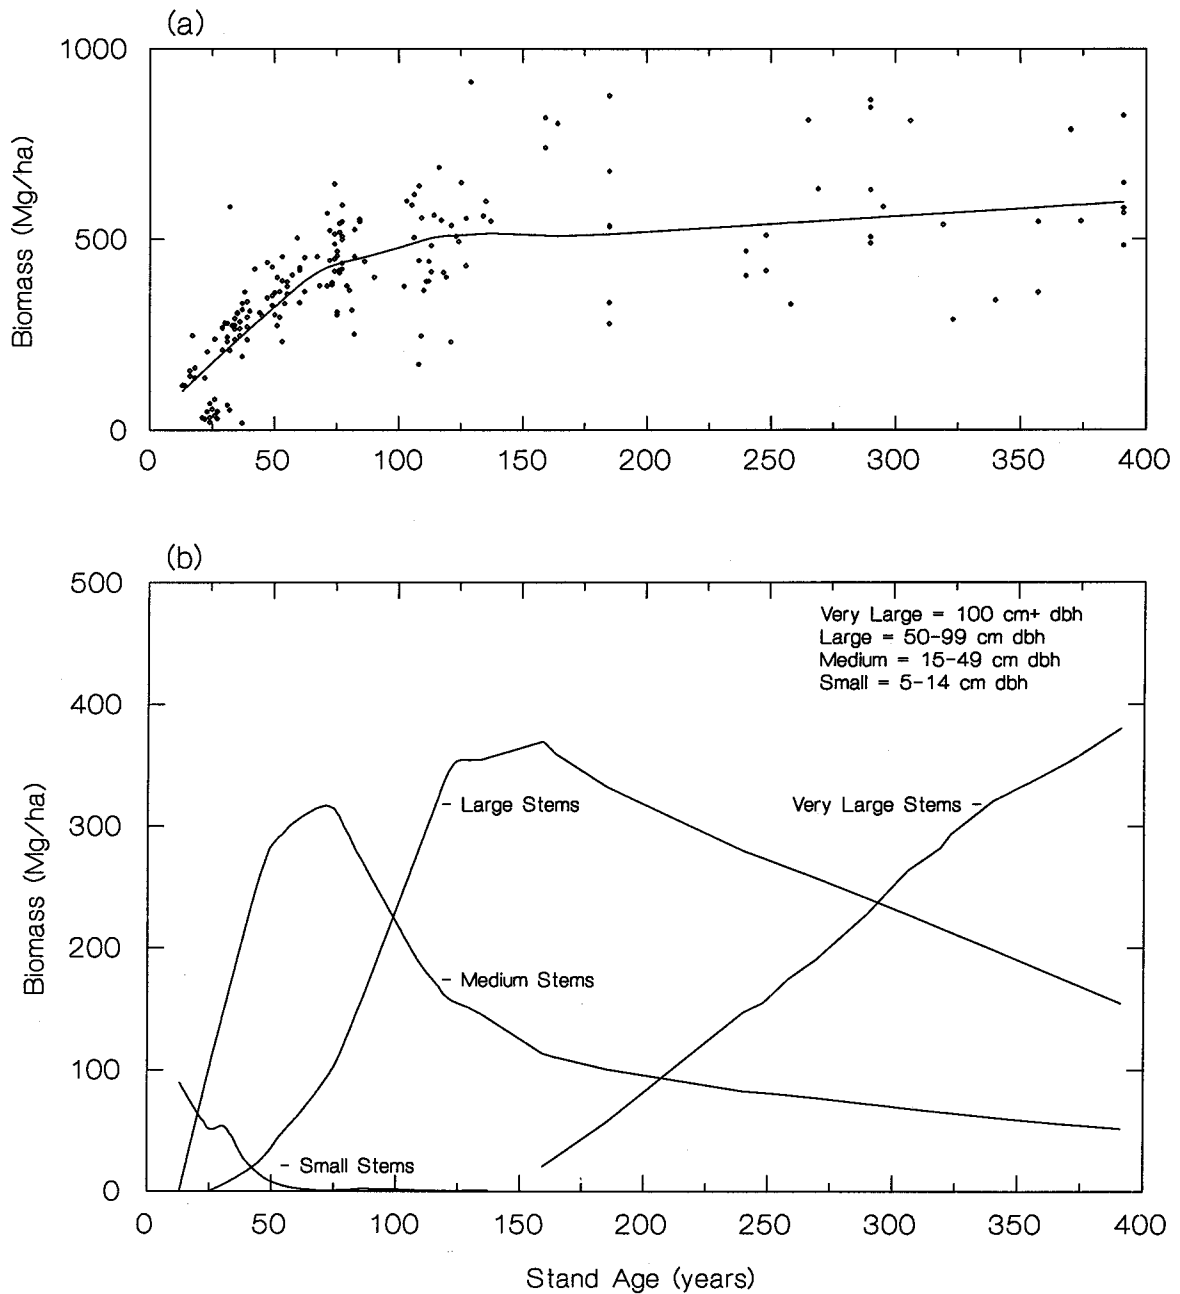 (a)
1000
500
0
Biomass (Mg/ha)
0 50 100 150 200 250 300 350 400
(b)
500
400
300
200
100
0
Biomass (Mg/ha)
Very Large = 100 cm+ dbh
Large = 50-99 cm dbh
Medium = 15-49 cm dbh
Small = 5-14 cm dbh
Large Stems
Very Large Stems
Medium Stems
Small Stems
0 50 100 150 200 250 300 350 400
Stand Age (years)